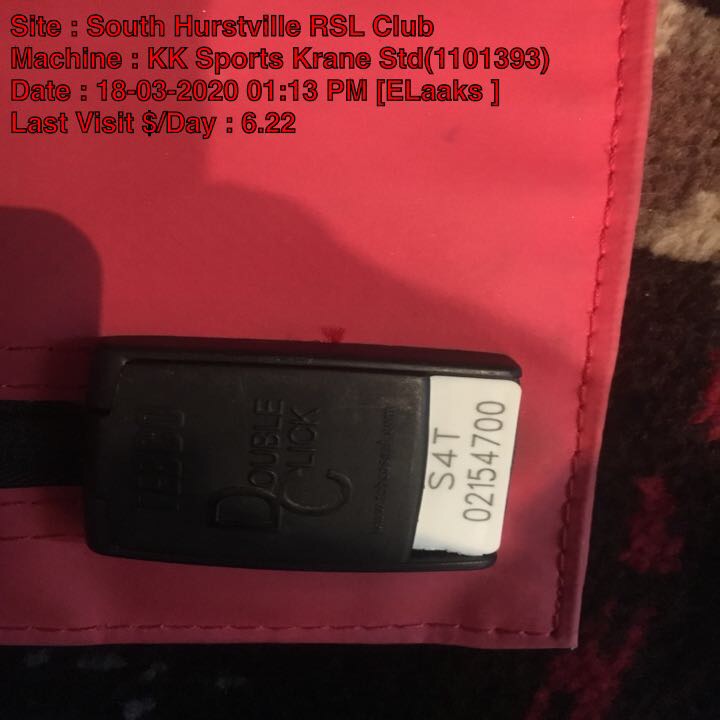 Site : South Hurstville RSL Club
Machine : KK Sports Krane Std(1101393)
Date : 18-03-2020 01:13 PM [ELaaks ]
Last Visit $/Day : 6.22
DOUBLE
CLICK
S4T
02154700